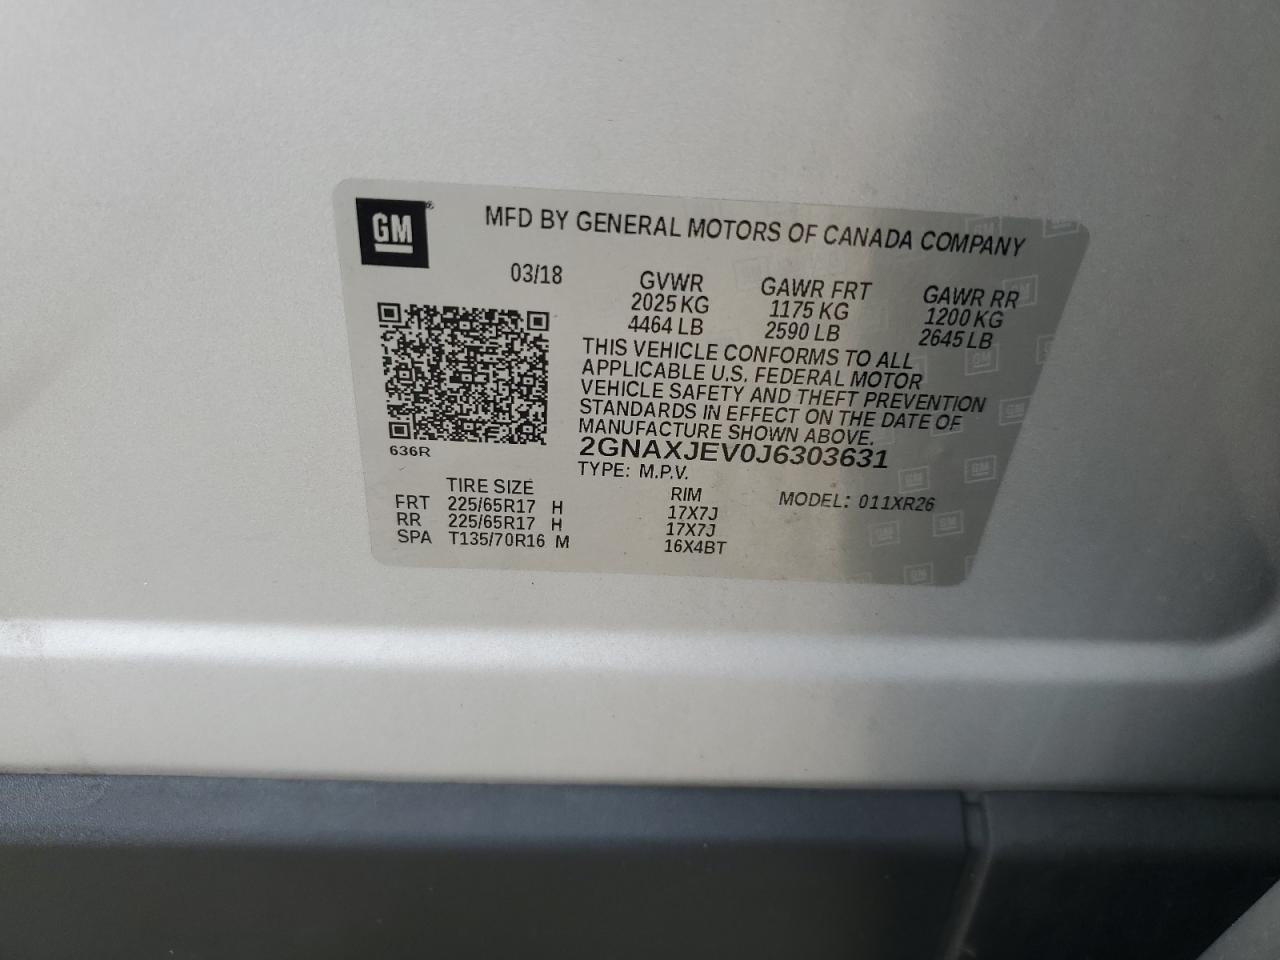 GM
MFD BY GENERAL MOTORS OF CANADA COMPANY
03/18
GVWR GAWR FRT GAWR RR
2025 KG 1175 KG 1200 KG
4464 LB 2590 LB 2645 LB
THIS VEHICLE CONFORMS TO ALL
APPLICABLE U.S. FEDERAL MOTOR
VEHICLE SAFETY AND THEFT PREVENTION
STANDARDS IN EFFECT ON THE DATE OF
MANUFACTURE SHOWN ABOVE.
2GNAXJEV0J6303631
636R
TYPE: M.P.V.
TIRE SIZE RIM MODEL: 011XR26
FRT 225/65R17 H 17X7J
RR 225/65R17 H 17X7J
SPA T135/70R16 M 16X4BT